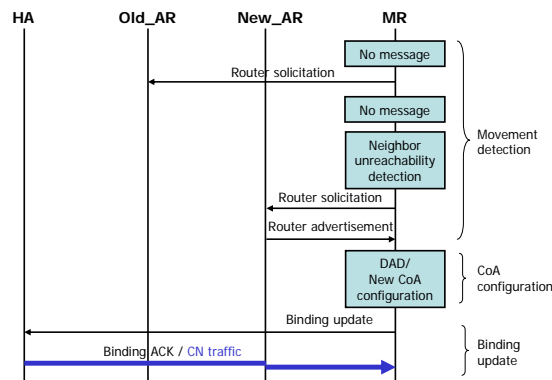 HA Old_AR New_AR MR
No message
Router solicitation
No message
Neighbor
unreachability
detection
Movement
detection
Router solicitation
Router advertisement
DAD/
New CoA
configuration
CoA
configuration
Binding update
Binding ACK / CN traffic
Binding
update